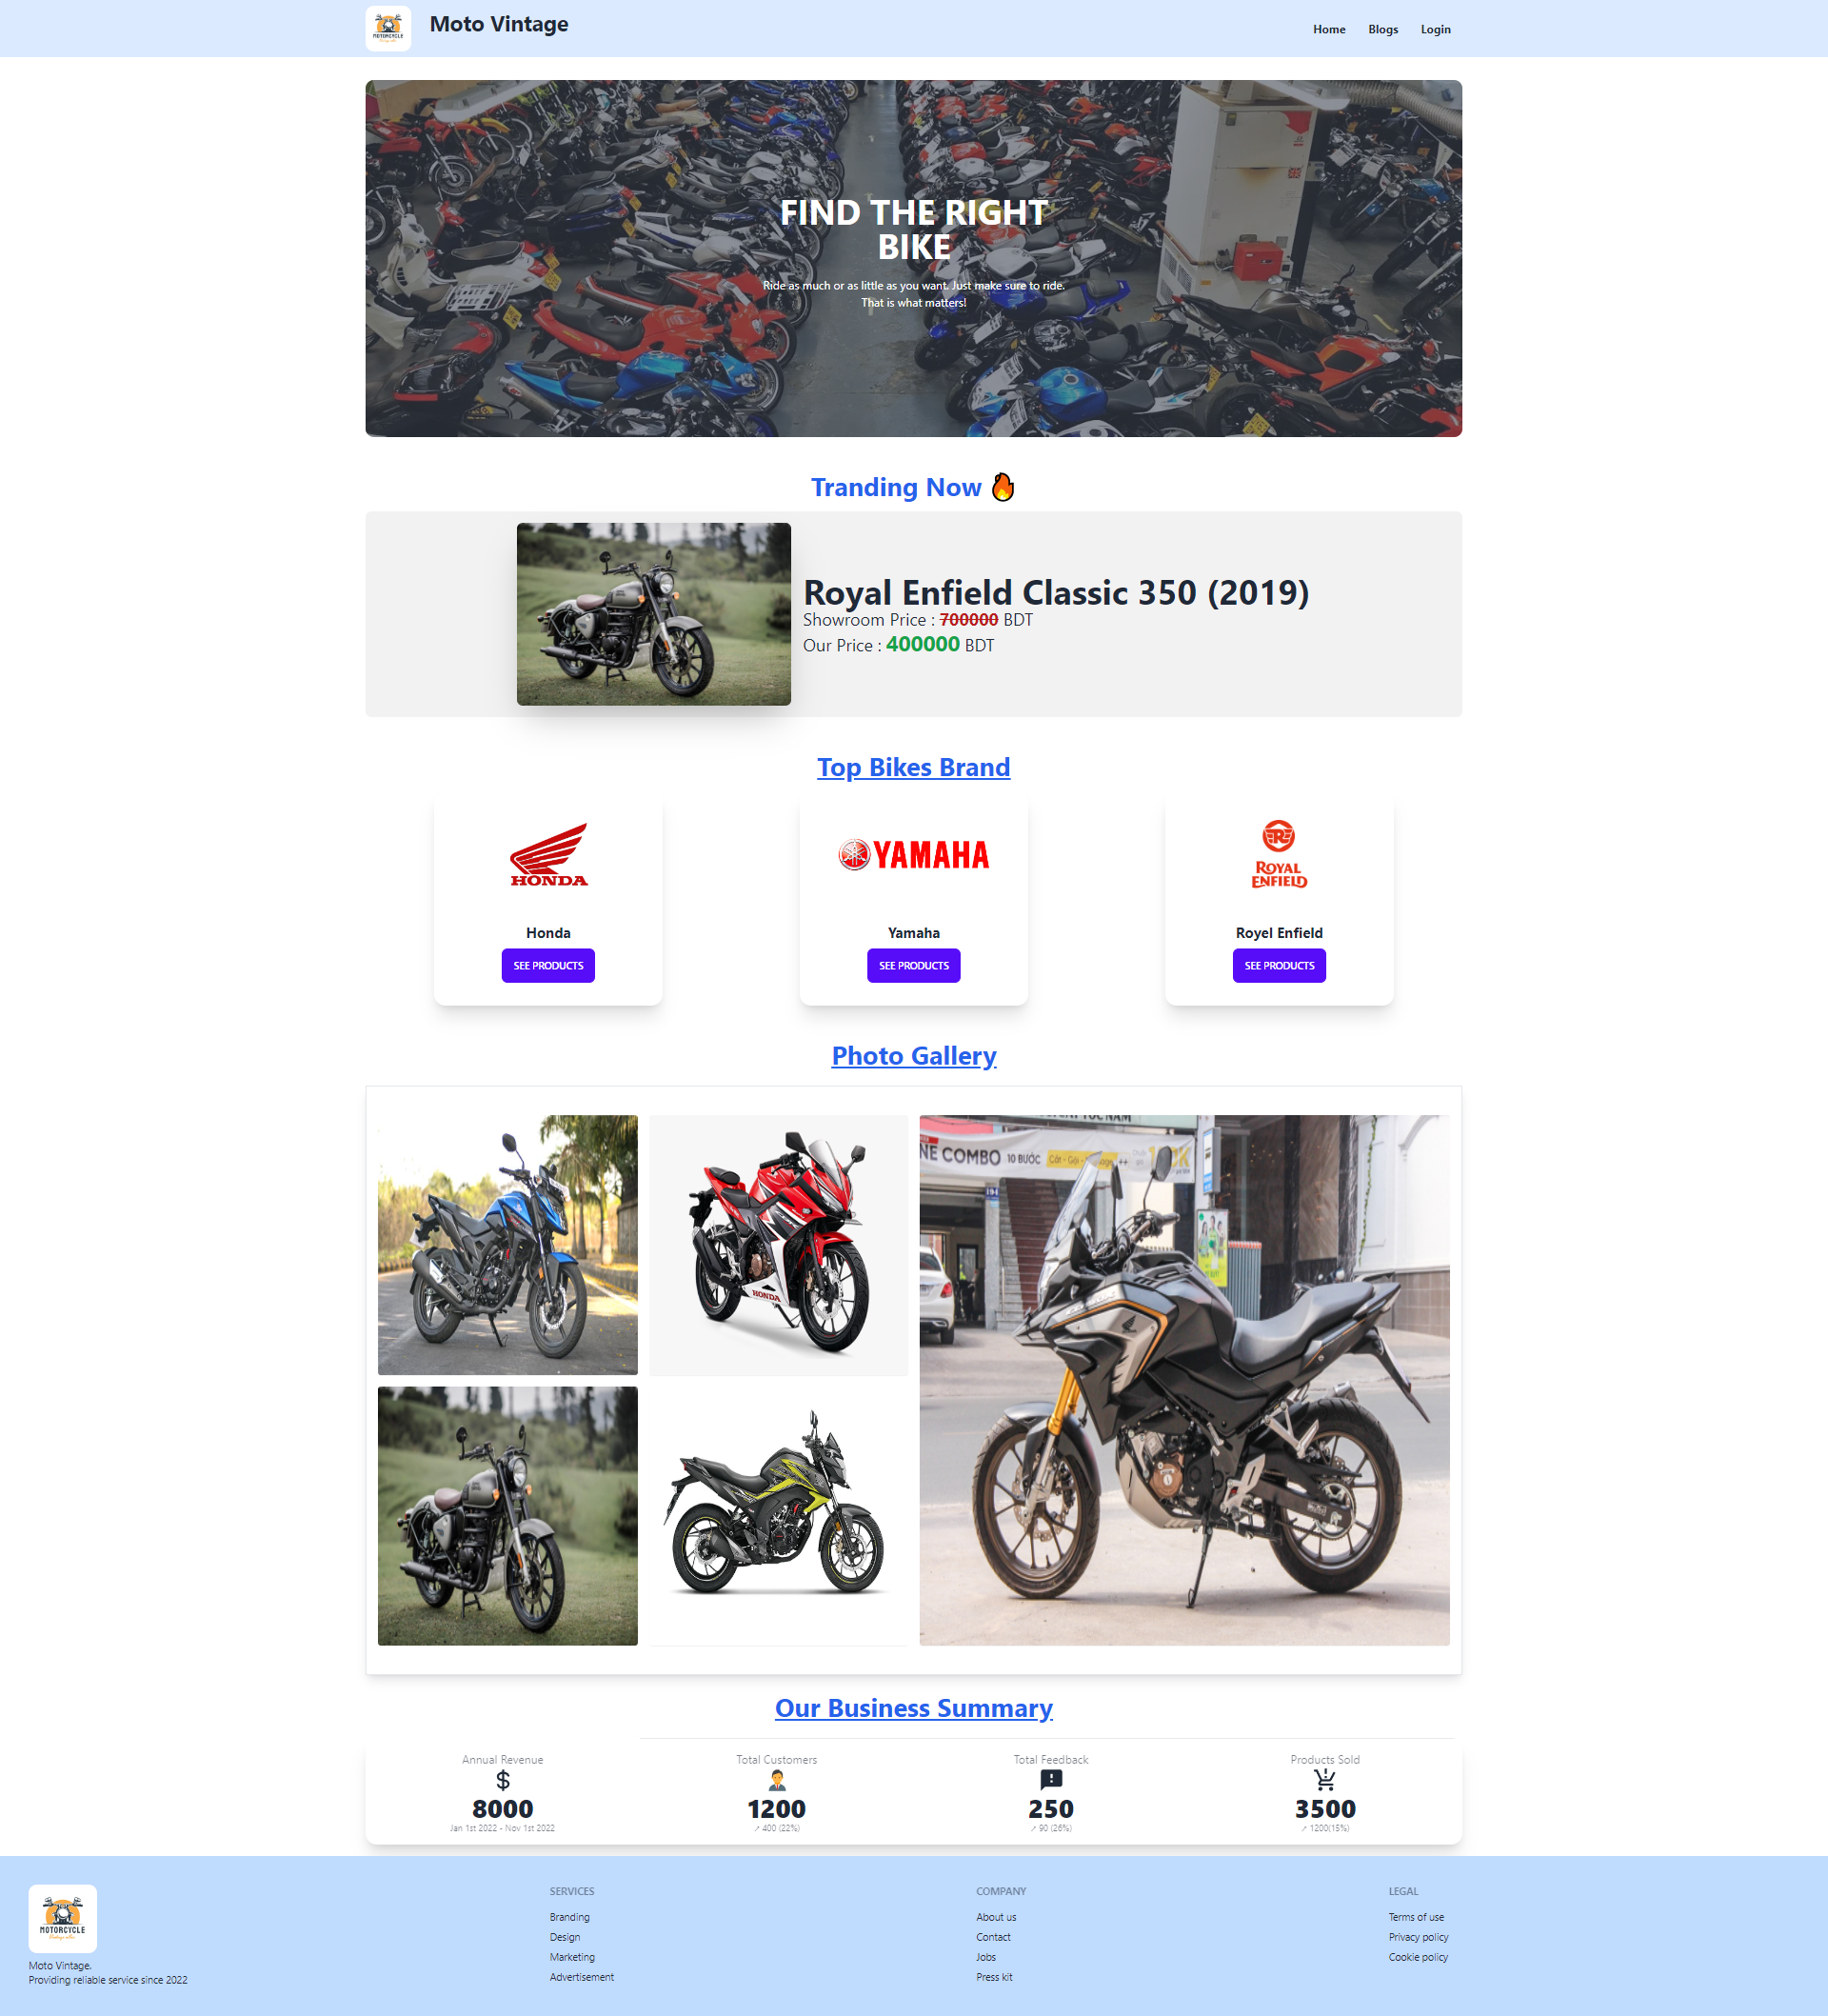 MOTORCYCLE
Moto Vintage
Home
Blogs
Login
FIND THE RIGHT
BIKE
Ride as much or as little as you want. Just make sure to ride.
That is what matters!
Tranding Now
Royal Enfield Classic 350 (2019)
Showroom Price : 700000 BDT
Our Price : 400000 BDT
Top Bikes Brand
HONDA
YAMAHA
ROYAL
ENFIELD
Honda
Yamaha
Royel Enfield
SEE PRODUCTS
SEE PRODUCTS
SEE PRODUCTS
Photo Gallery
NE COMBO 10 BƯỚC
HONDA
Our Business Summary
Annual Revenue
8000
Jan 1st 2022 - Nov 1st 2022
Total Customers
1200
↗︎ 400 (22%)
Total Feedback
250
↗︎ 90 (26%)
Products Sold
3500
↗︎ 1200(15%)
MOTORCYCLE
Moto Vintage.
Providing reliable service since 2022
SERVICES
Branding
Design
Marketing
Advertisement
COMPANY
About us
Contact
Jobs
Press kit
LEGAL
Terms of use
Privacy policy
Cookie policy